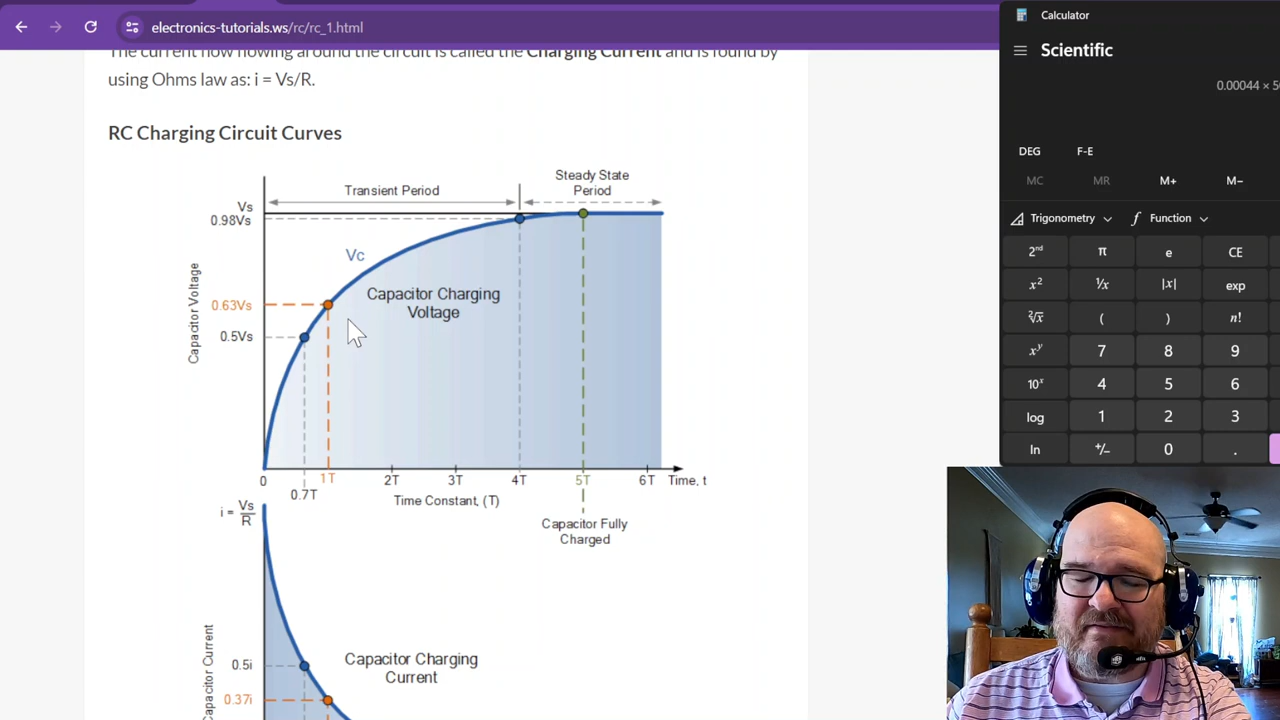 electronics-tutorials.ws/rc/rc_1.html
The current now flowing around the circuit is called the Charging Current and is found by
using Ohms law as: i = Vs/R.
RC Charging Circuit Curves
Transient Period
Steady State
Period
Vs
0.98Vs
Vc
Capacitor Charging
Voltage
0.63Vs
0.5Vs
Capacitor Voltage
0
0.7T
1T
2T
3T
4T
5T
6T
Time, t
Time Constant, (T)
Capacitor Fully
Charged
i = Vs
R
Capacitor Charging
Current
Capacitor Current
0.5i
0.37i
Calculator
Scientific
0.00044 × 5
DEG
F-E
MC
MR
M+
M−
Trigonometry
f Function
2nd
π
e
CE
x²
¹/x
|x|
exp
²√x
(
)
n!
xʸ
7
8
9
10ˣ
4
5
6
log
1
2
3
ln
+/−
0
.